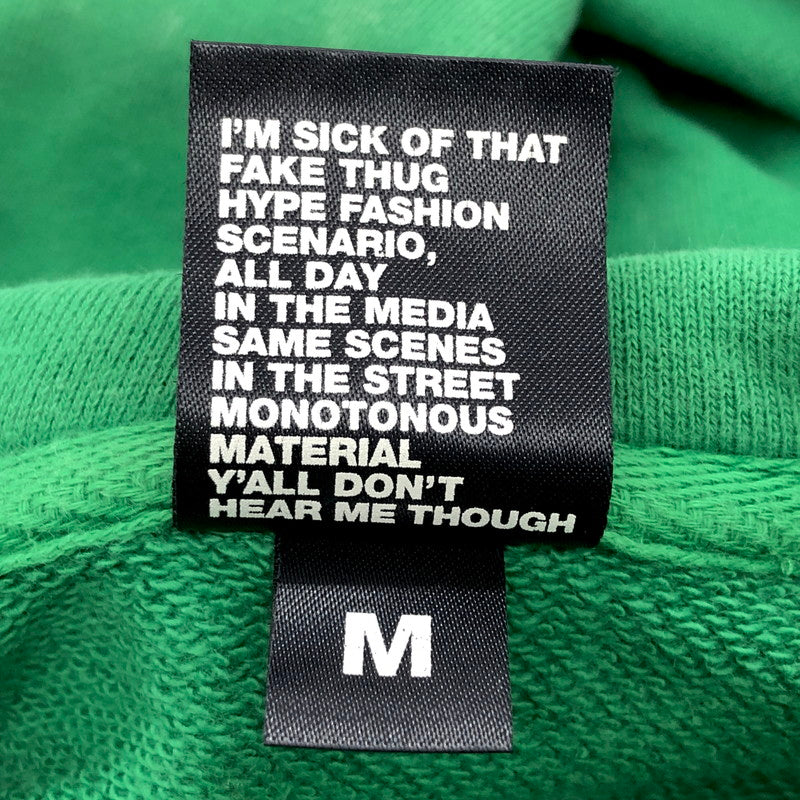 I'M SICK OF THAT
FAKE THUG
HYPE FASHION
SCENARIO,
ALL DAY
IN THE MEDIA
SAME SCENES
IN THE STREET
MONOTONOUS
MATERIAL
Y'ALL DON'T
HEAR ME THOUGH
M